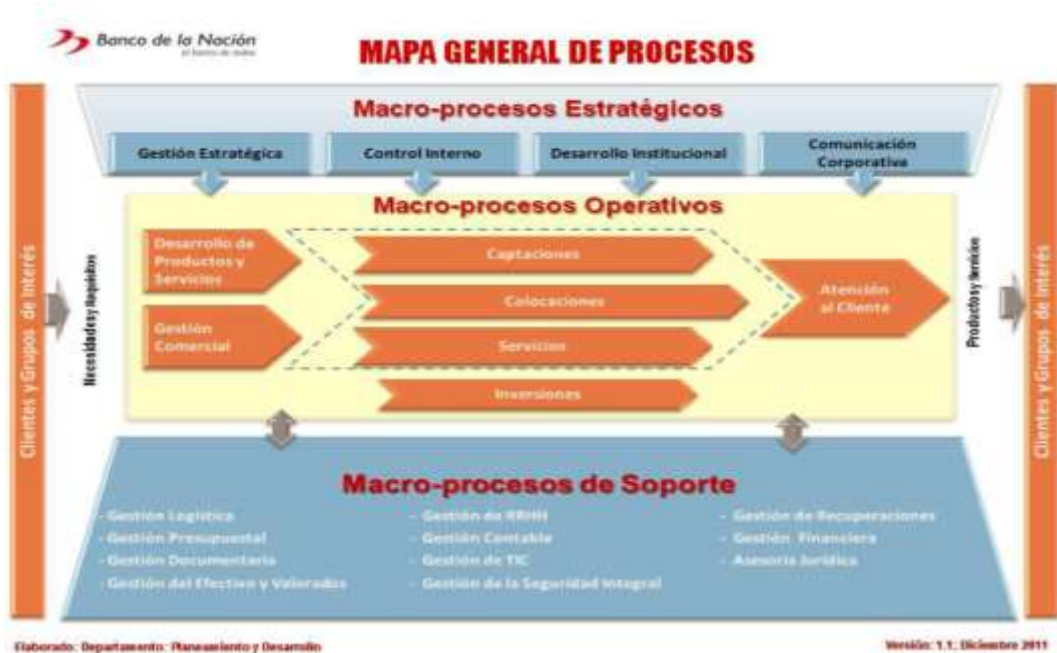 Banco de la Nación
el banco de todos
MAPA GENERAL DE PROCESOS
Macro-procesos Estratégicos
Gestión Estratégica
Control Interno
Desarrollo Institucional
Comunicación
Corporativa
Clientes y Grupos de Interés
Necesidades y Requisitos
Macro-procesos Operativos
Desarrollo de
Productos y
Servicios
Gestión
Comercial
Captaciones
Colocaciones
Servicios
Inversiones
Atención
al Cliente
Productos y Servicios
Clientes y Grupos de Interés
Macro-procesos de Soporte
- Gestión Logística
- Gestión Presupuestal
- Gestión Documentaria
- Gestión del Efectivo y Valorados
- Gestión de RRHH
- Gestión Contable
- Gestión de TIC
- Gestión de la Seguridad Integral
- Gestión de Recuperaciones
- Gestión Financiera
- Asesoría Jurídica
Elaborado: Departamento: Planeamiento y Desarrollo
Versión: 1.1: Diciembre 2011